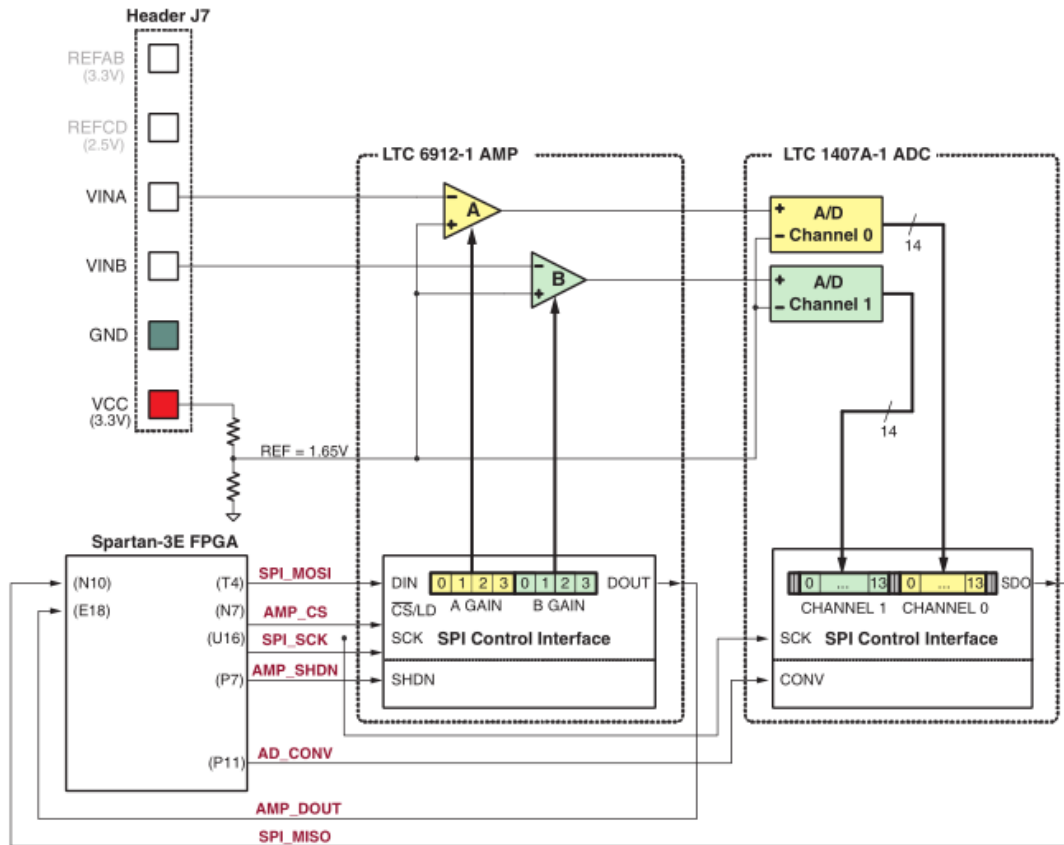 Header J7
REFAB
(3.3V)
REFCD
(2.5V)
VINA
VINB
GND
VCC
(3.3V)
REF = 1.65V
LTC 6912-1 AMP
- A
+
- B
+
LTC 1407A-1 ADC
+ A/D
- Channel 0
14
+ A/D
- Channel 1
14
Spartan-3E FPGA
(N10) (T4)
(E18) (N7)
(U16)
(P7)
(P11)
SPI_MOSI
AMP_CS
SPI_SCK
AMP_SHDN
AD_CONV
AMP_DOUT
SPI_MISO
DIN 0 1 2 3 0 1 2 3 DOUT
A GAIN B GAIN
CS/LD
SCK SPI Control Interface
SHDN
0 ... 13 0 ... 13 SDO
CHANNEL 1 CHANNEL 0
SCK SPI Control Interface
CONV